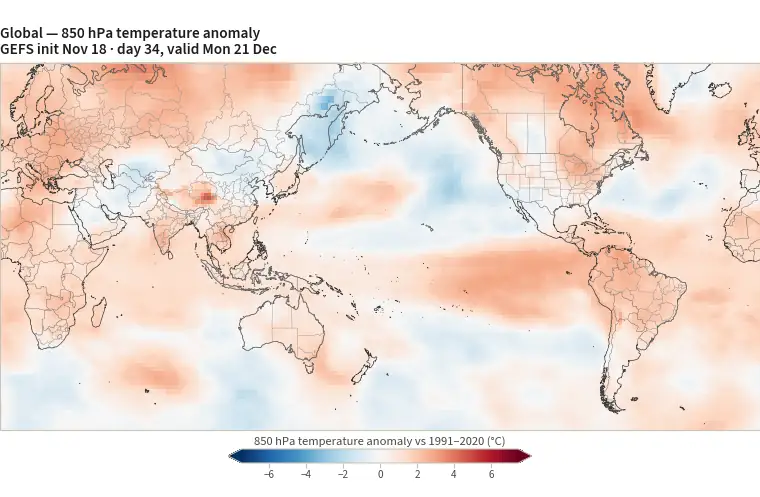 Global — 850 hPa temperature anomaly
GEFS init Nov 18 · day 34, valid Mon 21 Dec
850 hPa temperature anomaly vs 1991–2020 (°C)
−6 −4 −2 0 2 4 6